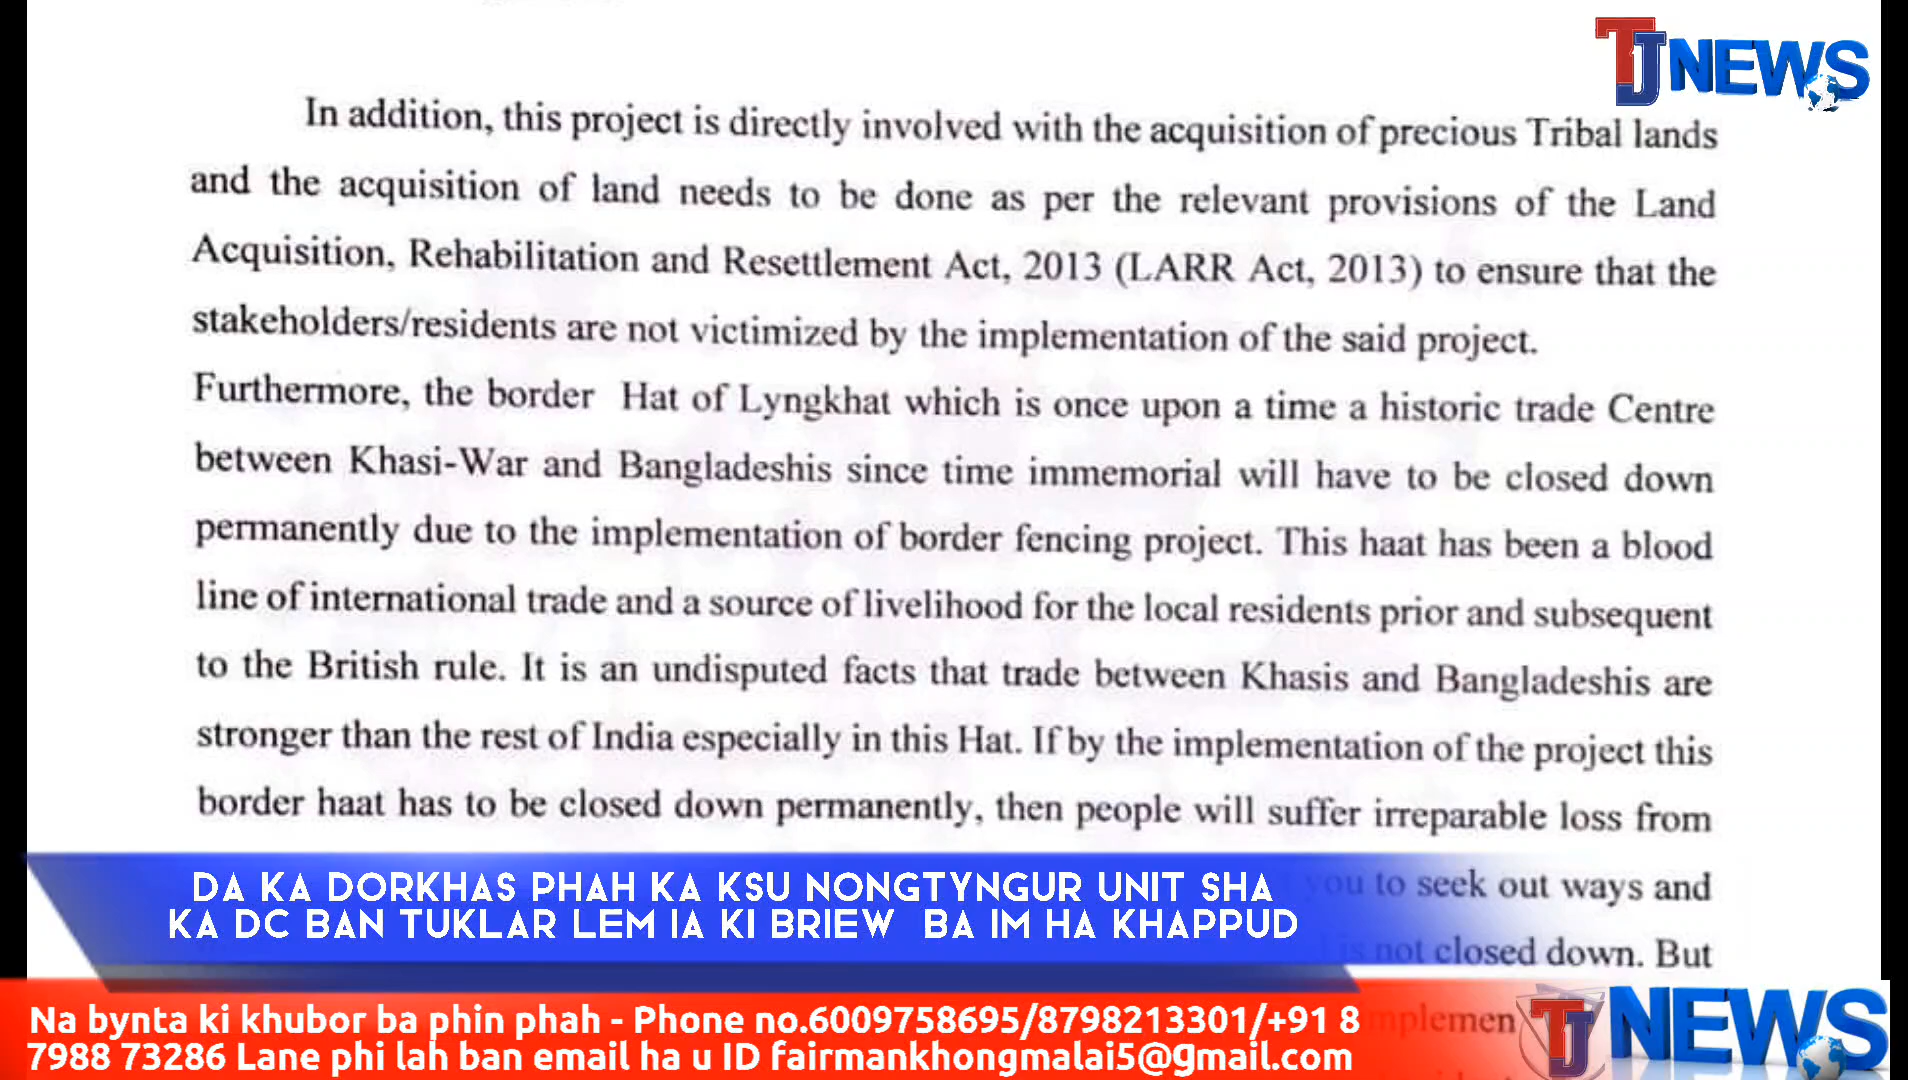 TJNEWS
In addition, this project is directly involved with the acquisition of precious Tribal lands
and the acquisition of land needs to be done as per the relevant provisions of the Land
Acquisition, Rehabilitation and Resettlement Act, 2013 (LARR Act, 2013) to ensure that the
stakeholders/residents are not victimized by the implementation of the said project.
Furthermore, the border Hat of Lyngkhat which is once upon a time a historic trade Centre
between Khasi-War and Bangladeshis since time immemorial will have to be closed down
permanently due to the implementation of border fencing project. This haat has been a blood
line of international trade and a source of livelihood for the local residents prior and subsequent
to the British rule. It is an undisputed facts that trade between Khasis and Bangladeshis are
stronger than the rest of India especially in this Hat. If by the implementation of the project this
border haat has to be closed down permanently, then people will suffer irreparable loss from
you to seek out ways and
is not closed down. But
DA KA DORKHAS PHAH KA KSU NONGTYNGUR UNIT SHA
KA DC BAN TUKLAR LEM IA KI BRIEW BA IM HA KHAPPUD
Na bynta ki khubor ba phin phah - Phone no.6009758695/8798213301/+91 8
7988 73286 Lane phi lah ban email ha u ID fairmankhongmalai5@gmail.com
implemen
TJ NEWS